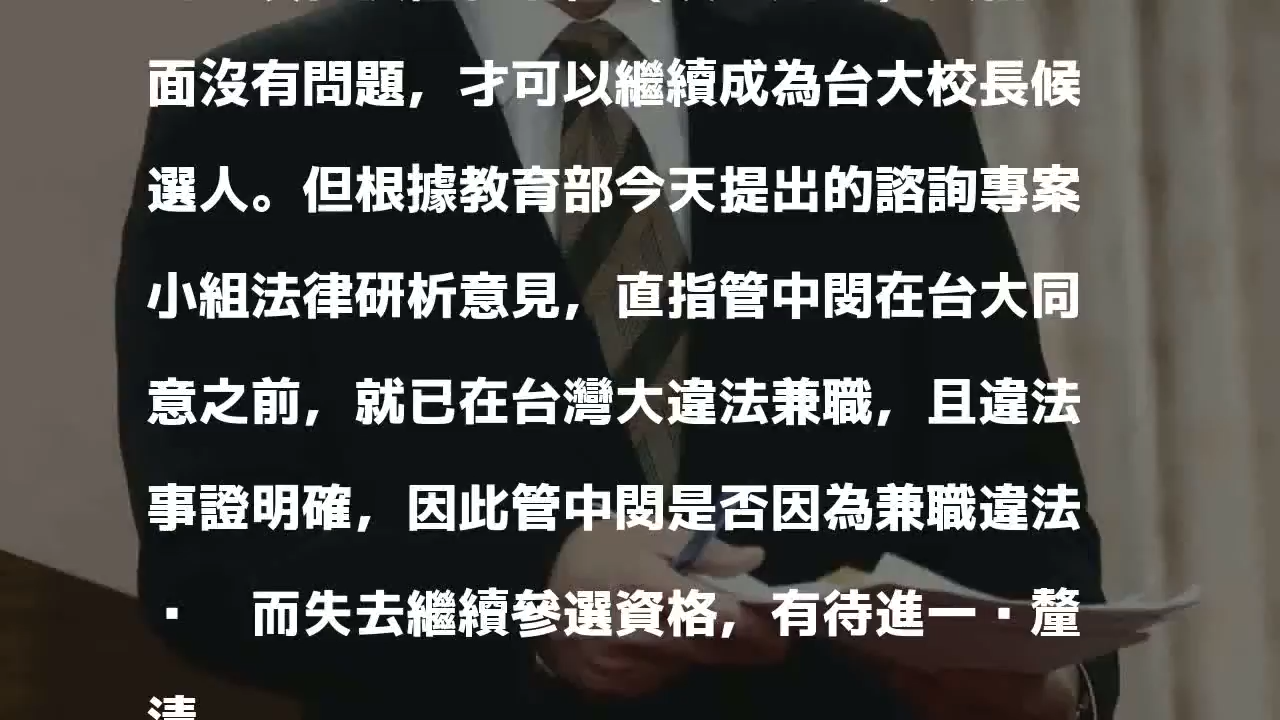 面沒有問題，才可以繼續成為台大校長候
選人。但根據教育部今天提出的諮詢專案
小組法律研析意見，直指管中閔在台大同
意之前，就已在台灣大違法兼職，且違法
事證明確，因此管中閔是否因為兼職違法
· 而失去繼續參選資格，有待進一·釐
清